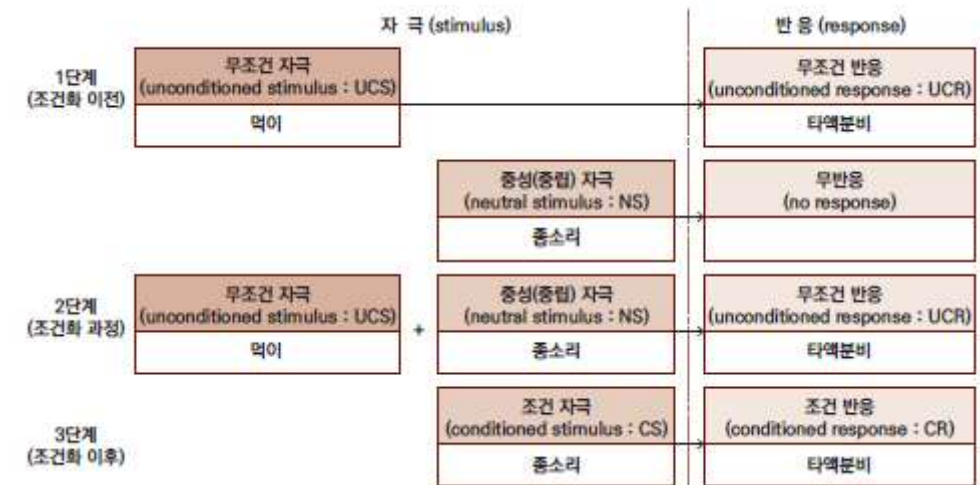 자 극 (stimulus)
반 응 (response)
1단계
(조건화 이전)
무조건 자극
(unconditioned stimulus : UCS)
먹이
무조건 반응
(unconditioned response : UCR)
타액분비
중성(중립) 자극
(neutral stimulus : NS)
종소리
무반응
(no response)
2단계
(조건화 과정)
무조건 자극
(unconditioned stimulus : UCS)
먹이
+
중성(중립) 자극
(neutral stimulus : NS)
종소리
무조건 반응
(unconditioned response : UCR)
타액분비
3단계
(조건화 이후)
조건 자극
(conditioned stimulus : CS)
종소리
조건 반응
(conditioned response : CR)
타액분비